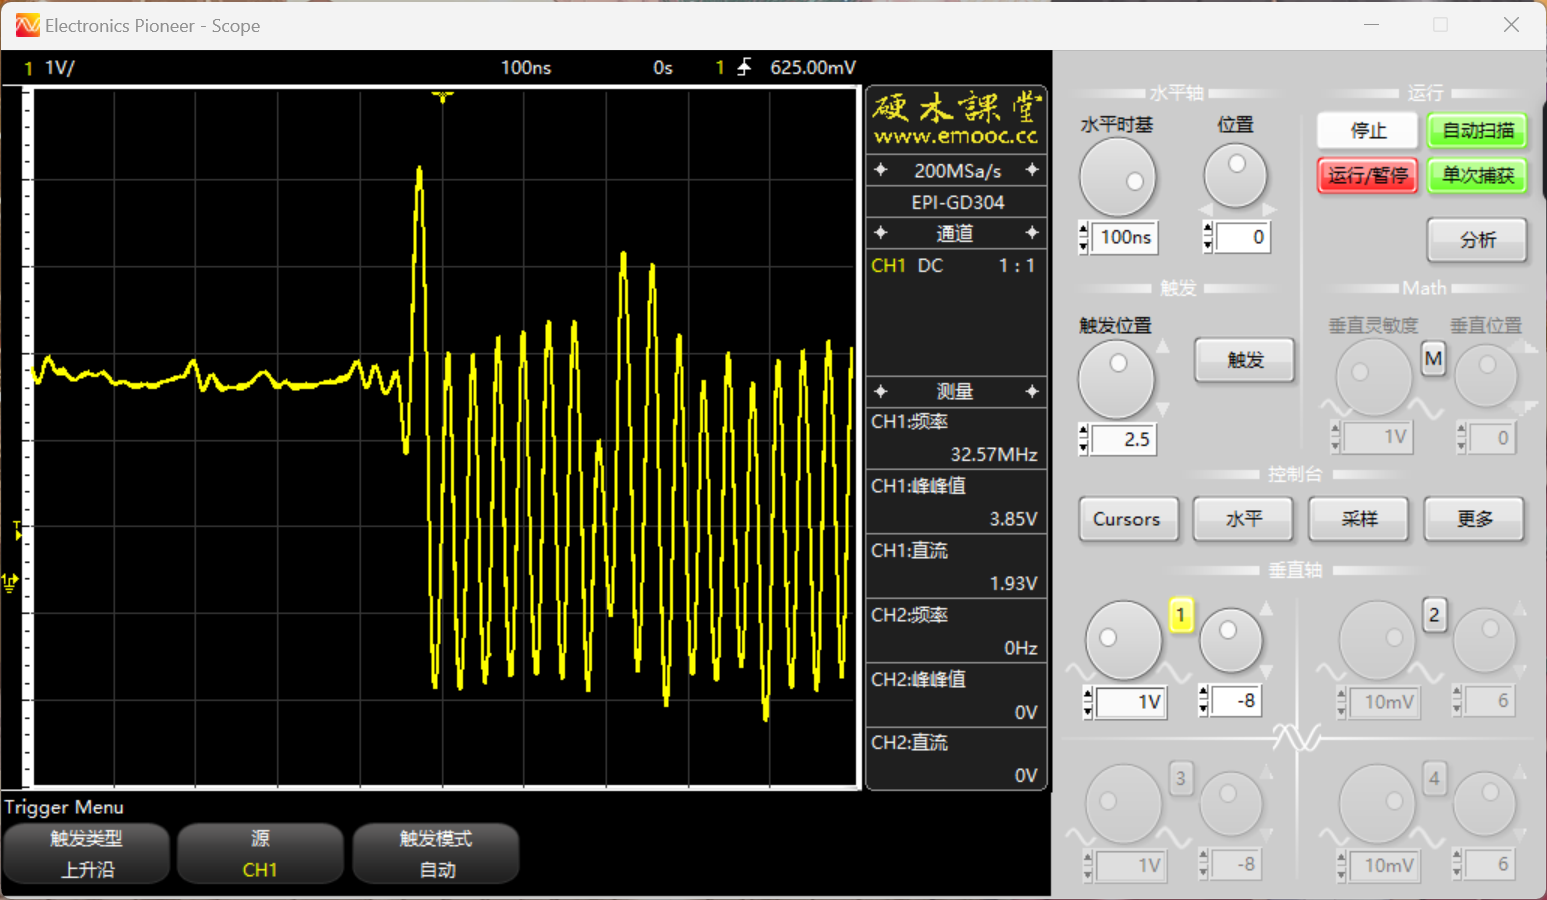 Electronics Pioneer - Scope
1 1V/ 100ns 0s 1 625.00mV
硬木課堂
www.emooc.cc
200MSa/s
EPI-GD304
通道
CH1 DC 1 : 1
测量
CH1:频率
32.57MHz
CH1:峰峰值
3.85V
CH1:直流
1.93V
CH2:频率
0Hz
CH2:峰峰值
0V
CH2:直流
0V
T
1
Trigger Menu
触发类型
上升沿
源
CH1
触发模式
自动
水平轴
水平时基
位置
100ns
0
运行
停止
自动扫描
运行/暂停
单次捕获
分析
触发
触发位置
触发
2.5
Math
垂直灵敏度
垂直位置
M
1V
0
控制台
Cursors
水平
采样
更多
垂直轴
1
1V
-8
2
10mV
6
3
1V
-8
4
10mV
6